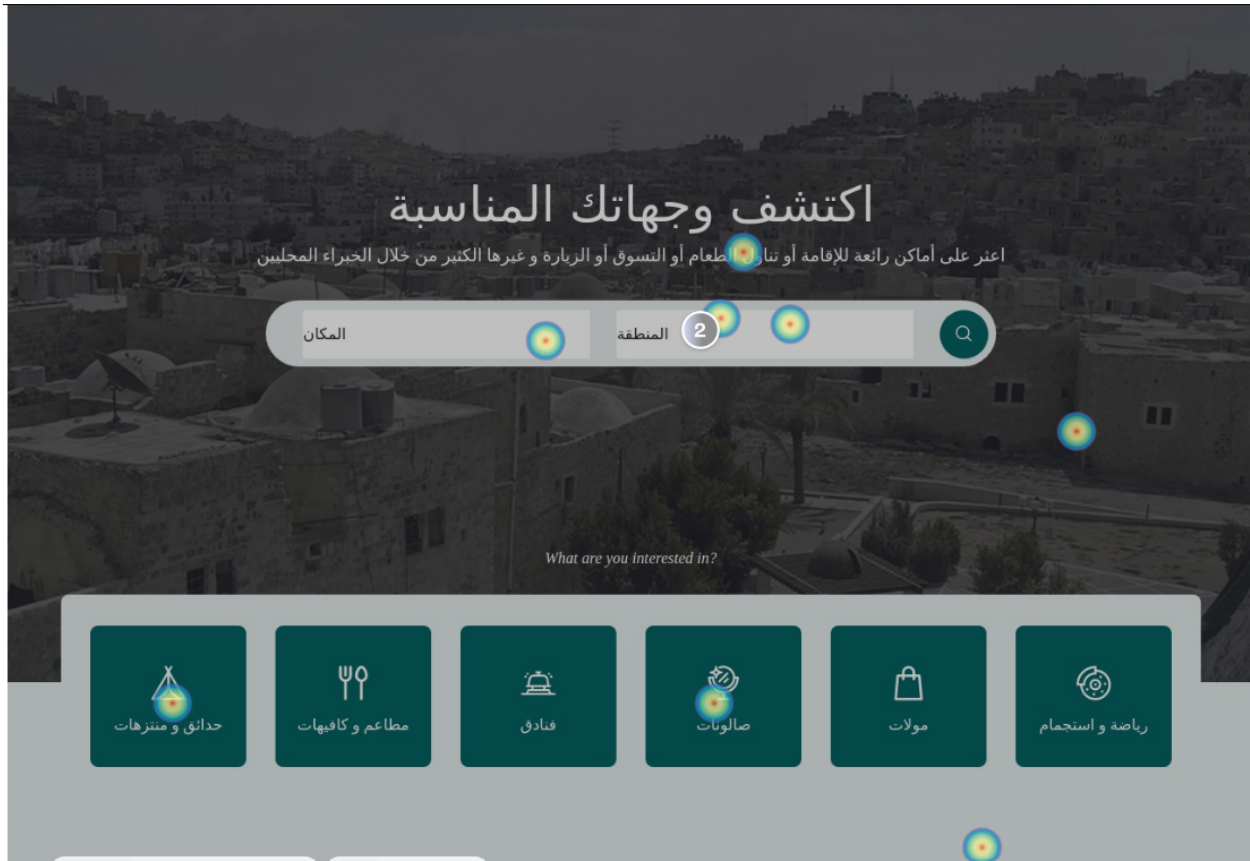 اكتشف وجهاتك المناسبة
اعثر على أماكن رائعة للإقامة أو تناول الطعام أو التسوق أو الزيارة و غيرها الكثير من خلال الخبراء المحليين
المنطقة 2 المكان
What are you interested in?
رياضة و استجمام مولات صالونات فنادق مطاعم و كافيهات حدائق و منتزهات